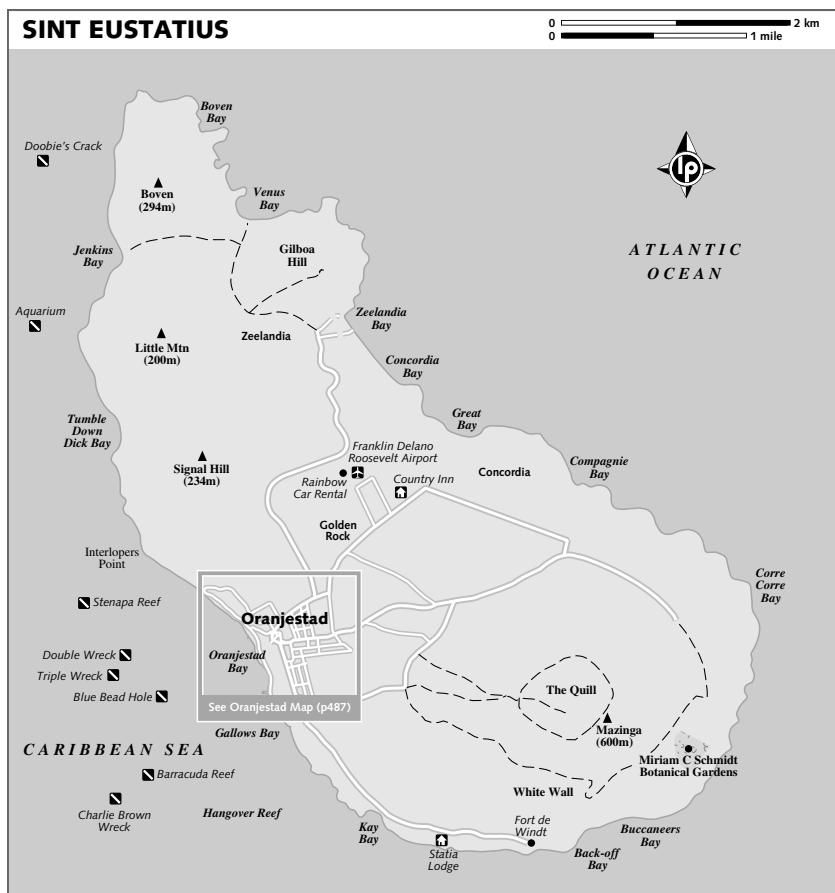 SINT EUSTATIUS
0 2 km
0 1 mile
Boven
Bay
Doobie's Crack
Boven
(294m)
Venus
Bay
lp
Jenkins
Bay
Gilboa
Hill
ATLANTIC
OCEAN
Aquarium
Zeelandia
Bay
Zeelandia
Little Mtn
(200m)
Concordia
Bay
Tumble
Down
Dick Bay
Great
Bay
Franklin Delano
Roosevelt Airport
Signal Hill
(234m)
Rainbow
Car Rental
Country Inn
Concordia
Compagnie
Bay
Golden
Rock
Interlopers
Point
Corre
Corre
Bay
Stenapa Reef
Oranjestad
Double Wreck
Oranjestad
Bay
Triple Wreck
Blue Bead Hole
The Quill
See Oranjestad Map (p487)
Mazinga
(600m)
Gallows Bay
CARIBBEAN SEA
Miriam C Schmidt
Botanical Gardens
Barracuda Reef
White Wall
Charlie Brown
Wreck
Hangover Reef
Kay
Bay
Fort de
Windt
Buccaneers
Bay
Statia
Lodge
Back-off
Bay